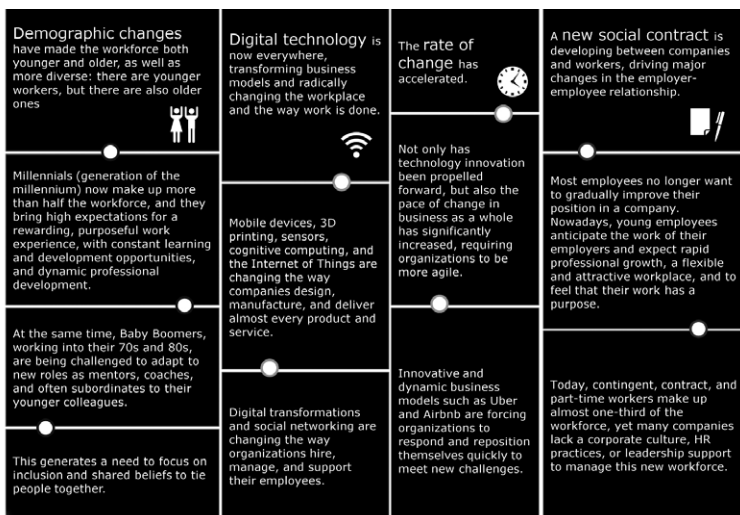 Demographic changes
have made the workforce both
younger and older, as well as
more diverse: there are younger
workers, but there are also older
ones
Millennials (generation of the
millennium) now make up more
than half the workforce, and they
bring high expectations for a
rewarding, purposeful work
experience, with constant learning
and development opportunities,
and dynamic professional
development.
At the same time, Baby Boomers,
working into their 70s and 80s,
are being challenged to adapt to
new roles as mentors, coaches,
and often subordinates to their
younger colleagues.
This generates a need to focus on
inclusion and shared beliefs to tie
people together.
Digital technology is
now everywhere,
transforming business
models and radically
changing the workplace
and the way work is done.
Mobile devices, 3D
printing, sensors,
cognitive computing, and
the Internet of Things are
changing the way
companies design,
manufacture, and deliver
almost every product and
service.
Digital transformations
and social networking are
changing the way
organizations hire,
manage, and support
their employees.
The rate of
change has
accelerated.
Not only has
technology innovation
been propelled
forward, but also the
pace of change in
business as a whole
has significantly
increased, requiring
organizations to be
more agile.
Innovative and
dynamic business
models such as Uber
and Airbnb are forcing
organizations to
respond and reposition
themselves quickly to
meet new challenges.
A new social contract is
developing between companies
and workers, driving major
changes in the employer-
employee relationship.
Most employees no longer want
to gradually improve their
position in a company.
Nowadays, young employees
anticipate the work of their
employers and expect rapid
professional growth, a flexible
and attractive workplace, and to
feel that their work has a
purpose.
Today, contingent, contract, and
part-time workers make up
almost one-third of the
workforce, yet many companies
lack a corporate culture, HR
practices, or leadership support
to manage this new workforce.